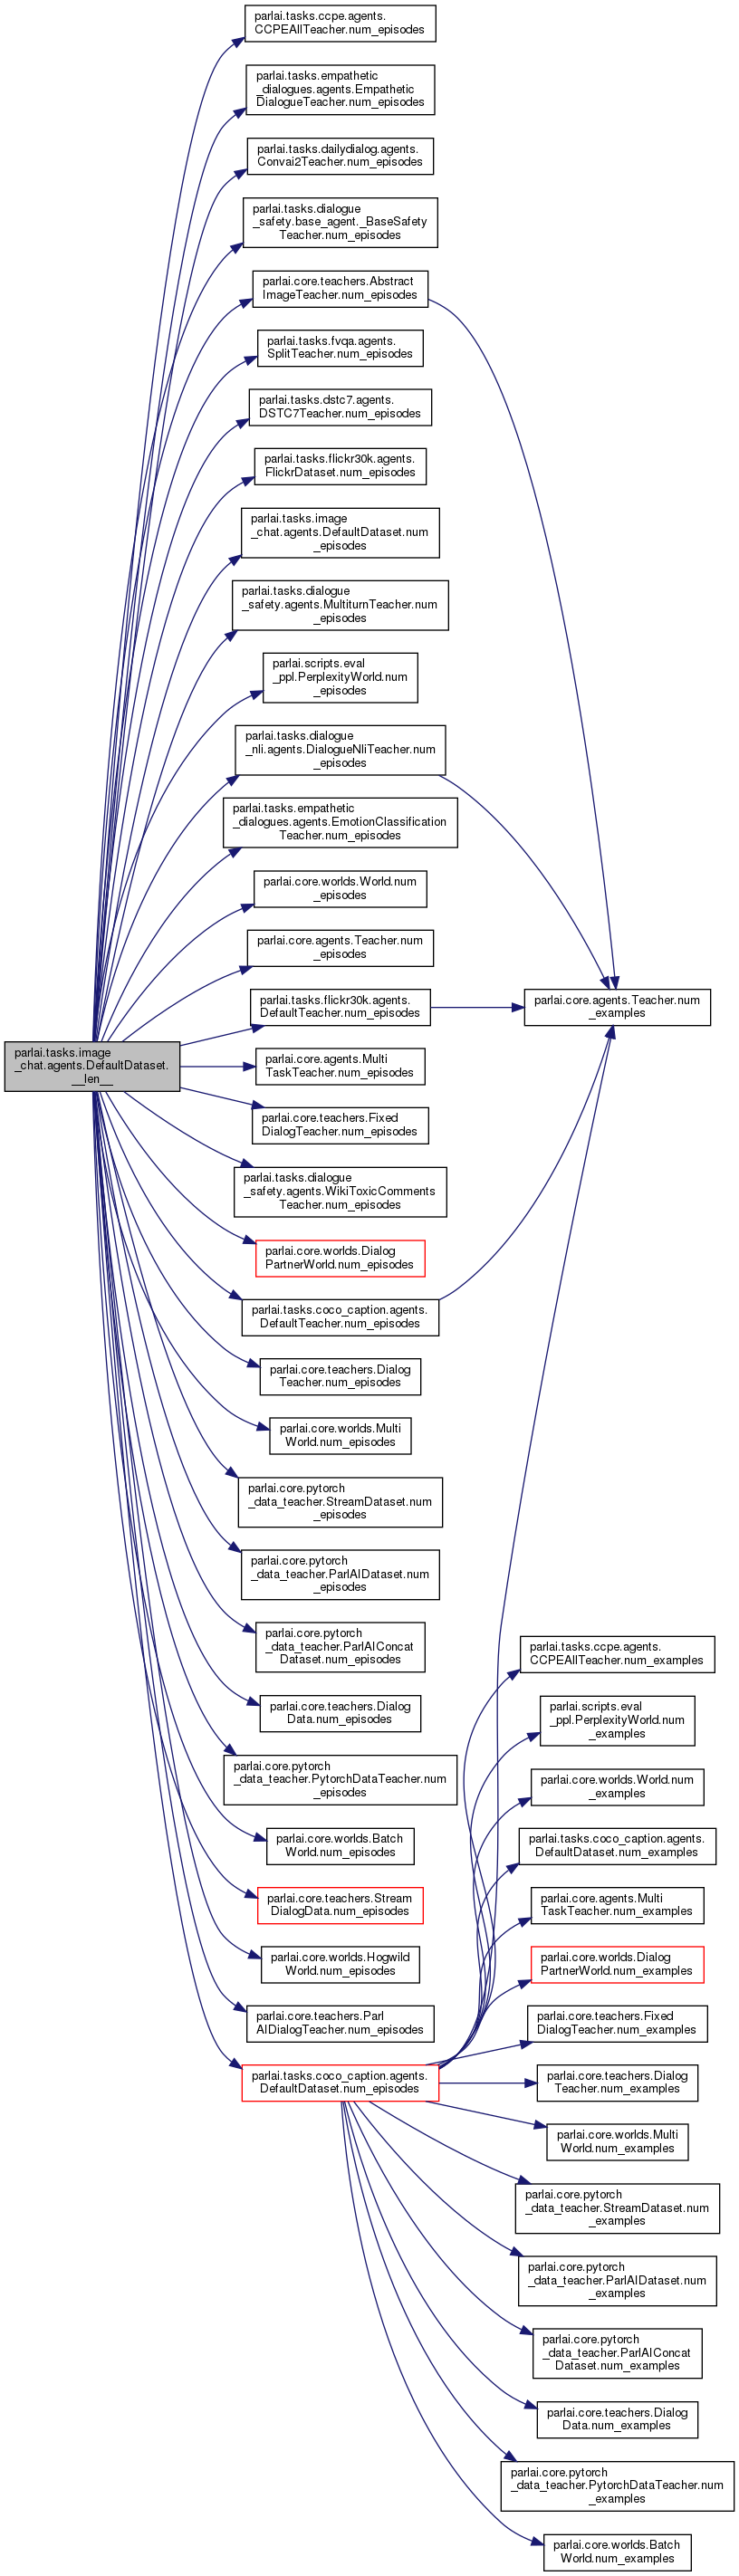 parlai.tasks.ccpe.agents.
CCPEAllTeacher.num_episodes
parlai.tasks.empathetic
_dialogues.agents.Empathetic
DialogueTeacher.num_episodes
parlai.tasks.dailydialog.agents.
Convai2Teacher.num_episodes
parlai.tasks.dialogue
_safety.base_agent._BaseSafety
Teacher.num_episodes
parlai.core.teachers.Abstract
ImageTeacher.num_episodes
parlai.tasks.fvqa.agents.
SplitTeacher.num_episodes
parlai.tasks.dstc7.agents.
DSTC7Teacher.num_episodes
parlai.tasks.flickr30k.agents.
FlickrDataset.num_episodes
parlai.tasks.image
_chat.agents.DefaultDataset.num
_episodes
parlai.tasks.dialogue
_safety.agents.MultiturnTeacher.num
_episodes
parlai.scripts.eval
_ppl.PerplexityWorld.num
_episodes
parlai.tasks.dialogue
_nli.agents.DialogueNliTeacher.num
_episodes
parlai.tasks.empathetic
_dialogues.agents.EmotionClassification
Teacher.num_episodes
parlai.core.worlds.World.num
_episodes
parlai.core.agents.Teacher.num
_episodes
parlai.tasks.flickr30k.agents.
DefaultTeacher.num_episodes
parlai.core.agents.Teacher.num
_examples
parlai.tasks.image
_chat.agents.DefaultDataset.
__len__
parlai.core.agents.Multi
TaskTeacher.num_episodes
parlai.core.teachers.Fixed
DialogTeacher.num_episodes
parlai.tasks.dialogue
_safety.agents.WikiToxicComments
Teacher.num_episodes
parlai.core.worlds.Dialog
PartnerWorld.num_episodes
parlai.tasks.coco_caption.agents.
DefaultTeacher.num_episodes
parlai.core.teachers.Dialog
Teacher.num_episodes
parlai.core.worlds.Multi
World.num_episodes
parlai.core.pytorch
_data_teacher.StreamDataset.num
_episodes
parlai.core.pytorch
_data_teacher.ParlAIDataset.num
_episodes
parlai.core.pytorch
_data_teacher.ParlAIConcat
Dataset.num_episodes
parlai.core.teachers.Dialog
Data.num_episodes
parlai.core.pytorch
_data_teacher.PytorchDataTeacher.num
_episodes
parlai.core.worlds.Batch
World.num_episodes
parlai.core.teachers.Stream
DialogData.num_episodes
parlai.core.worlds.Hogwild
World.num_episodes
parlai.core.teachers.Parl
AIDialogTeacher.num_episodes
parlai.tasks.coco_caption.agents.
DefaultDataset.num_episodes
parlai.tasks.ccpe.agents.
CCPEAllTeacher.num_examples
parlai.scripts.eval
_ppl.PerplexityWorld.num
_examples
parlai.core.worlds.World.num
_examples
parlai.tasks.coco_caption.agents.
DefaultDataset.num_examples
parlai.core.agents.Multi
TaskTeacher.num_examples
parlai.core.worlds.Dialog
PartnerWorld.num_examples
parlai.core.teachers.Fixed
DialogTeacher.num_examples
parlai.core.teachers.Dialog
Teacher.num_examples
parlai.core.worlds.Multi
World.num_examples
parlai.core.pytorch
_data_teacher.StreamDataset.num
_examples
parlai.core.pytorch
_data_teacher.ParlAIDataset.num
_examples
parlai.core.pytorch
_data_teacher.ParlAIConcat
Dataset.num_examples
parlai.core.teachers.Dialog
Data.num_examples
parlai.core.pytorch
_data_teacher.PytorchDataTeacher.num
_examples
parlai.core.worlds.Batch
World.num_examples